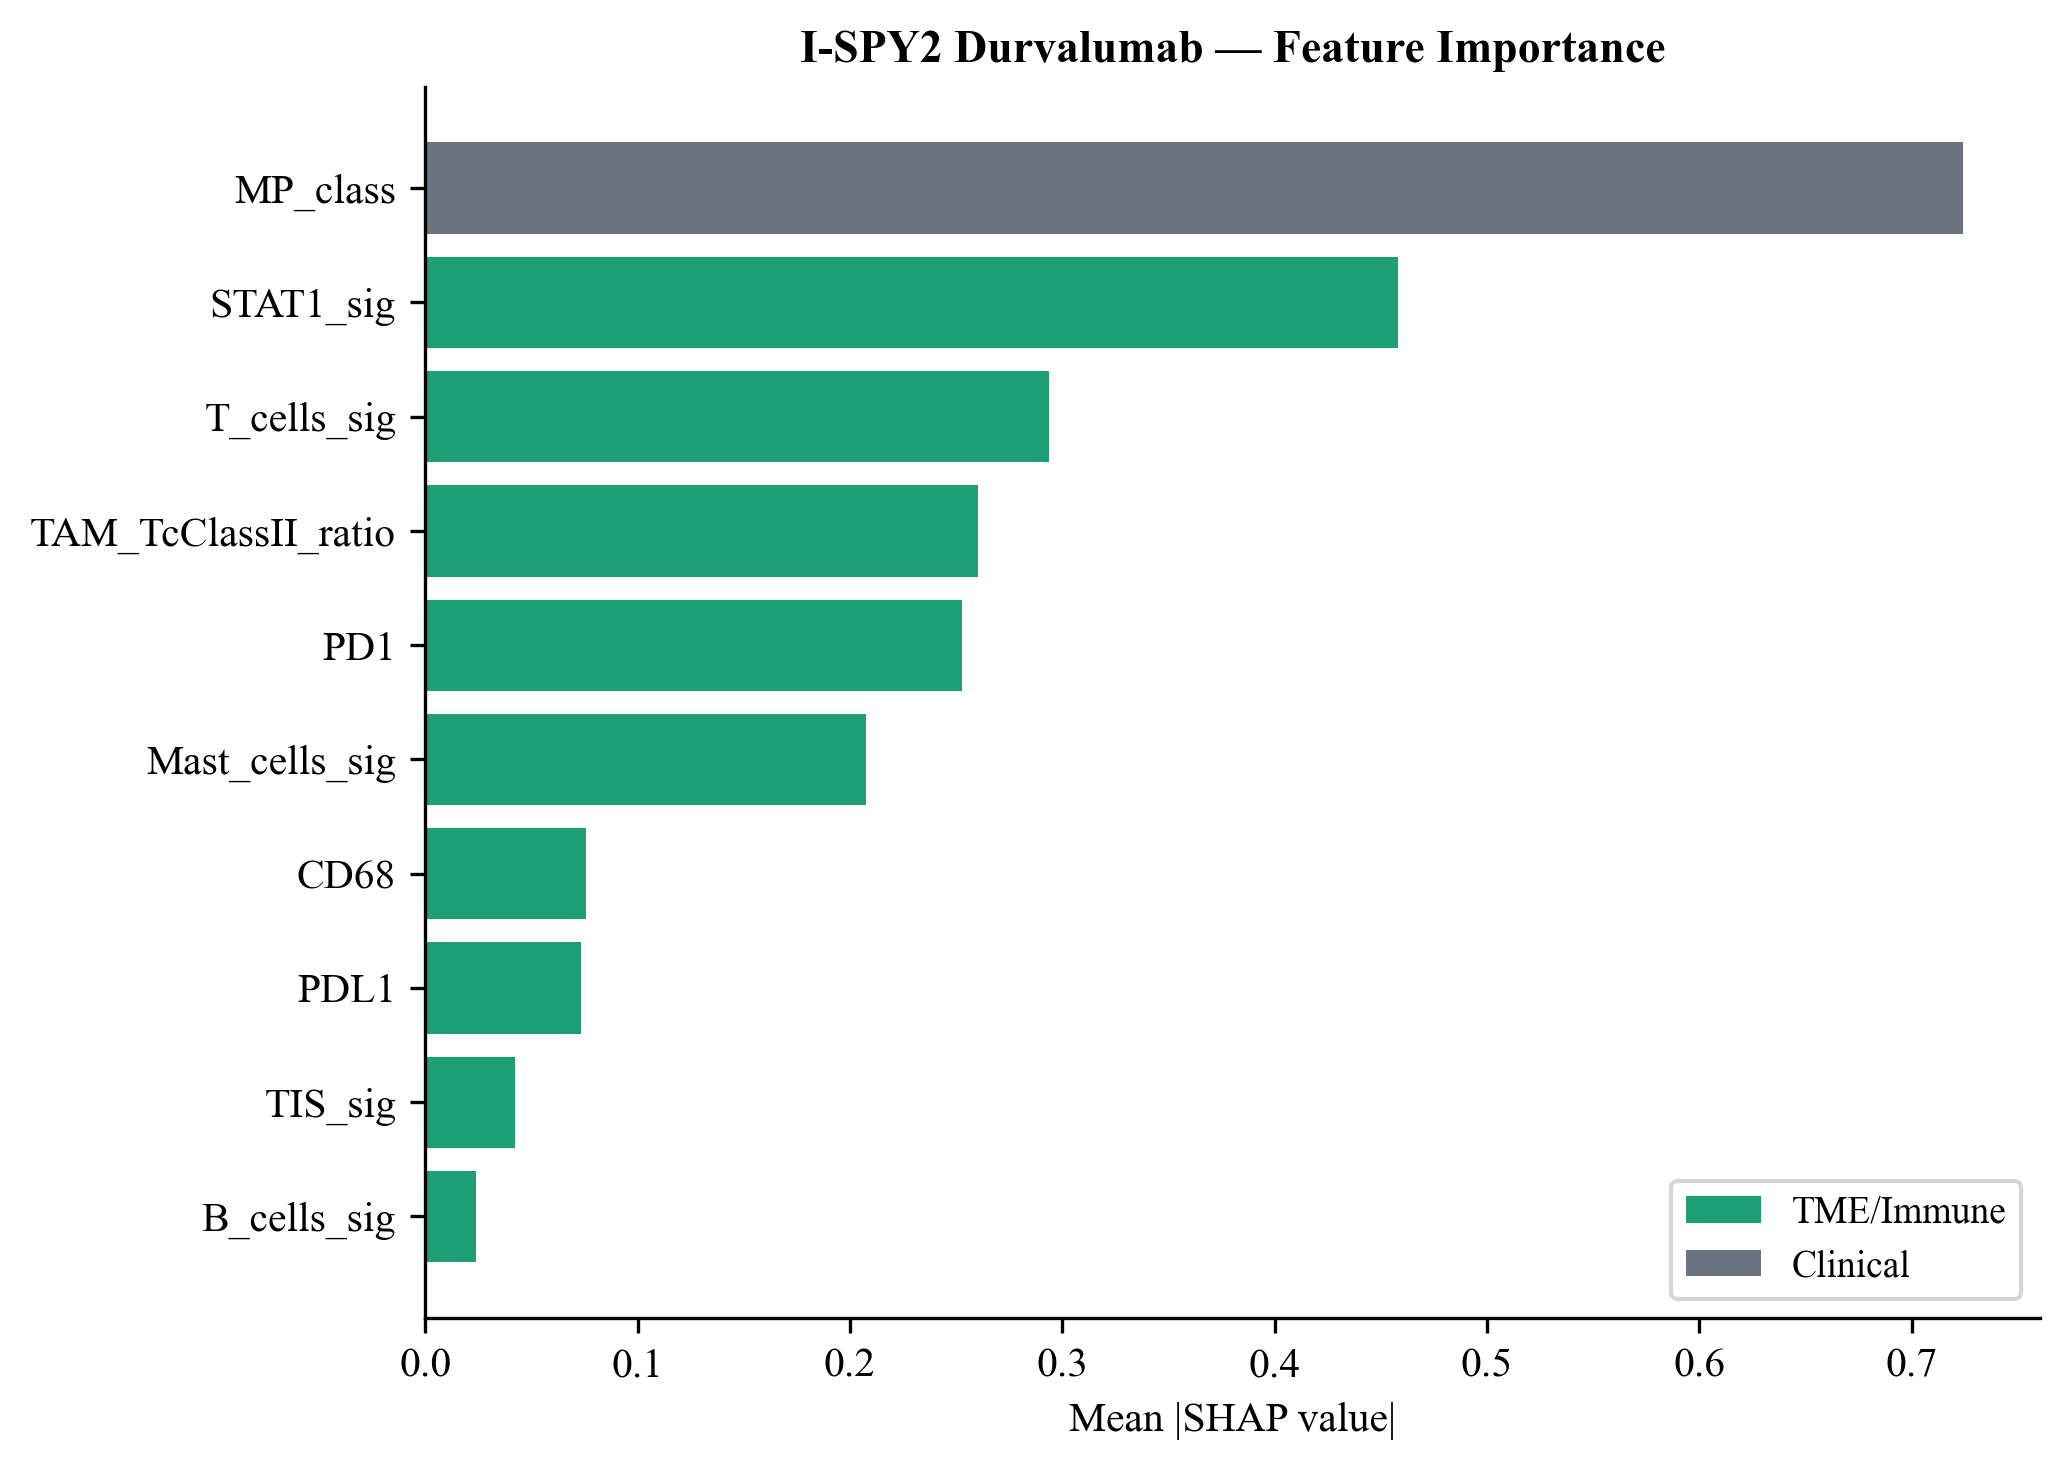 I-SPY2 Durvalumab — Feature Importance
MP_class
STAT1_sig
T_cells_sig
TAM_TcClassII_ratio
PD1
Mast_cells_sig
CD68
PDL1
TIS_sig
B_cells_sig
TME/Immune
Clinical
0.0 0.1 0.2 0.3 0.4 0.5 0.6 0.7
Mean |SHAP value|